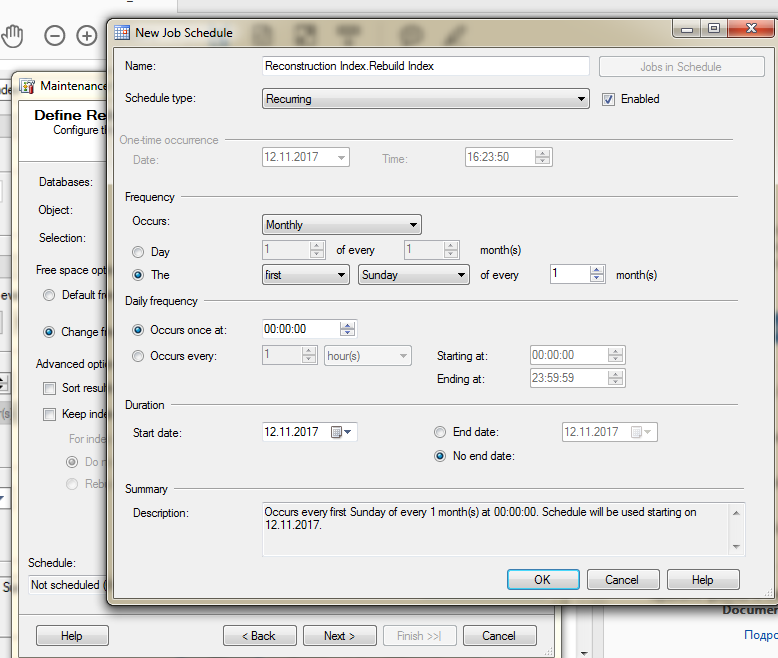 New Job Schedule
Name: Reconstruction Index.Rebuild Index Jobs in Schedule
Schedule type: Recurring Enabled
One-time occurrence
Date: 12.11.2017 Time: 16:23:50
Frequency
Occurs: Monthly
Day 1 of every 1 month(s)
The first Sunday of every 1 month(s)
Daily frequency
Occurs once at: 00:00:00
Occurs every: 1 hour(s) Starting at: 00:00:00
Ending at: 23:59:59
Duration
Start date: 12.11.2017 End date: 12.11.2017
No end date:
Summary
Description: Occurs every first Sunday of every 1 month(s) at 00:00:00. Schedule will be used starting on
12.11.2017.
OK Cancel Help
Maintenance
Define Re
Configure th
Databases:
Object:
Selection:
Free space opti
Default fr
Change f
Advanced opti
Sort resul
Keep inde
For inde
Do n
Reb
Schedule:
Not scheduled (
Help < Back Next > Finish >>| Cancel
Docum
Подро